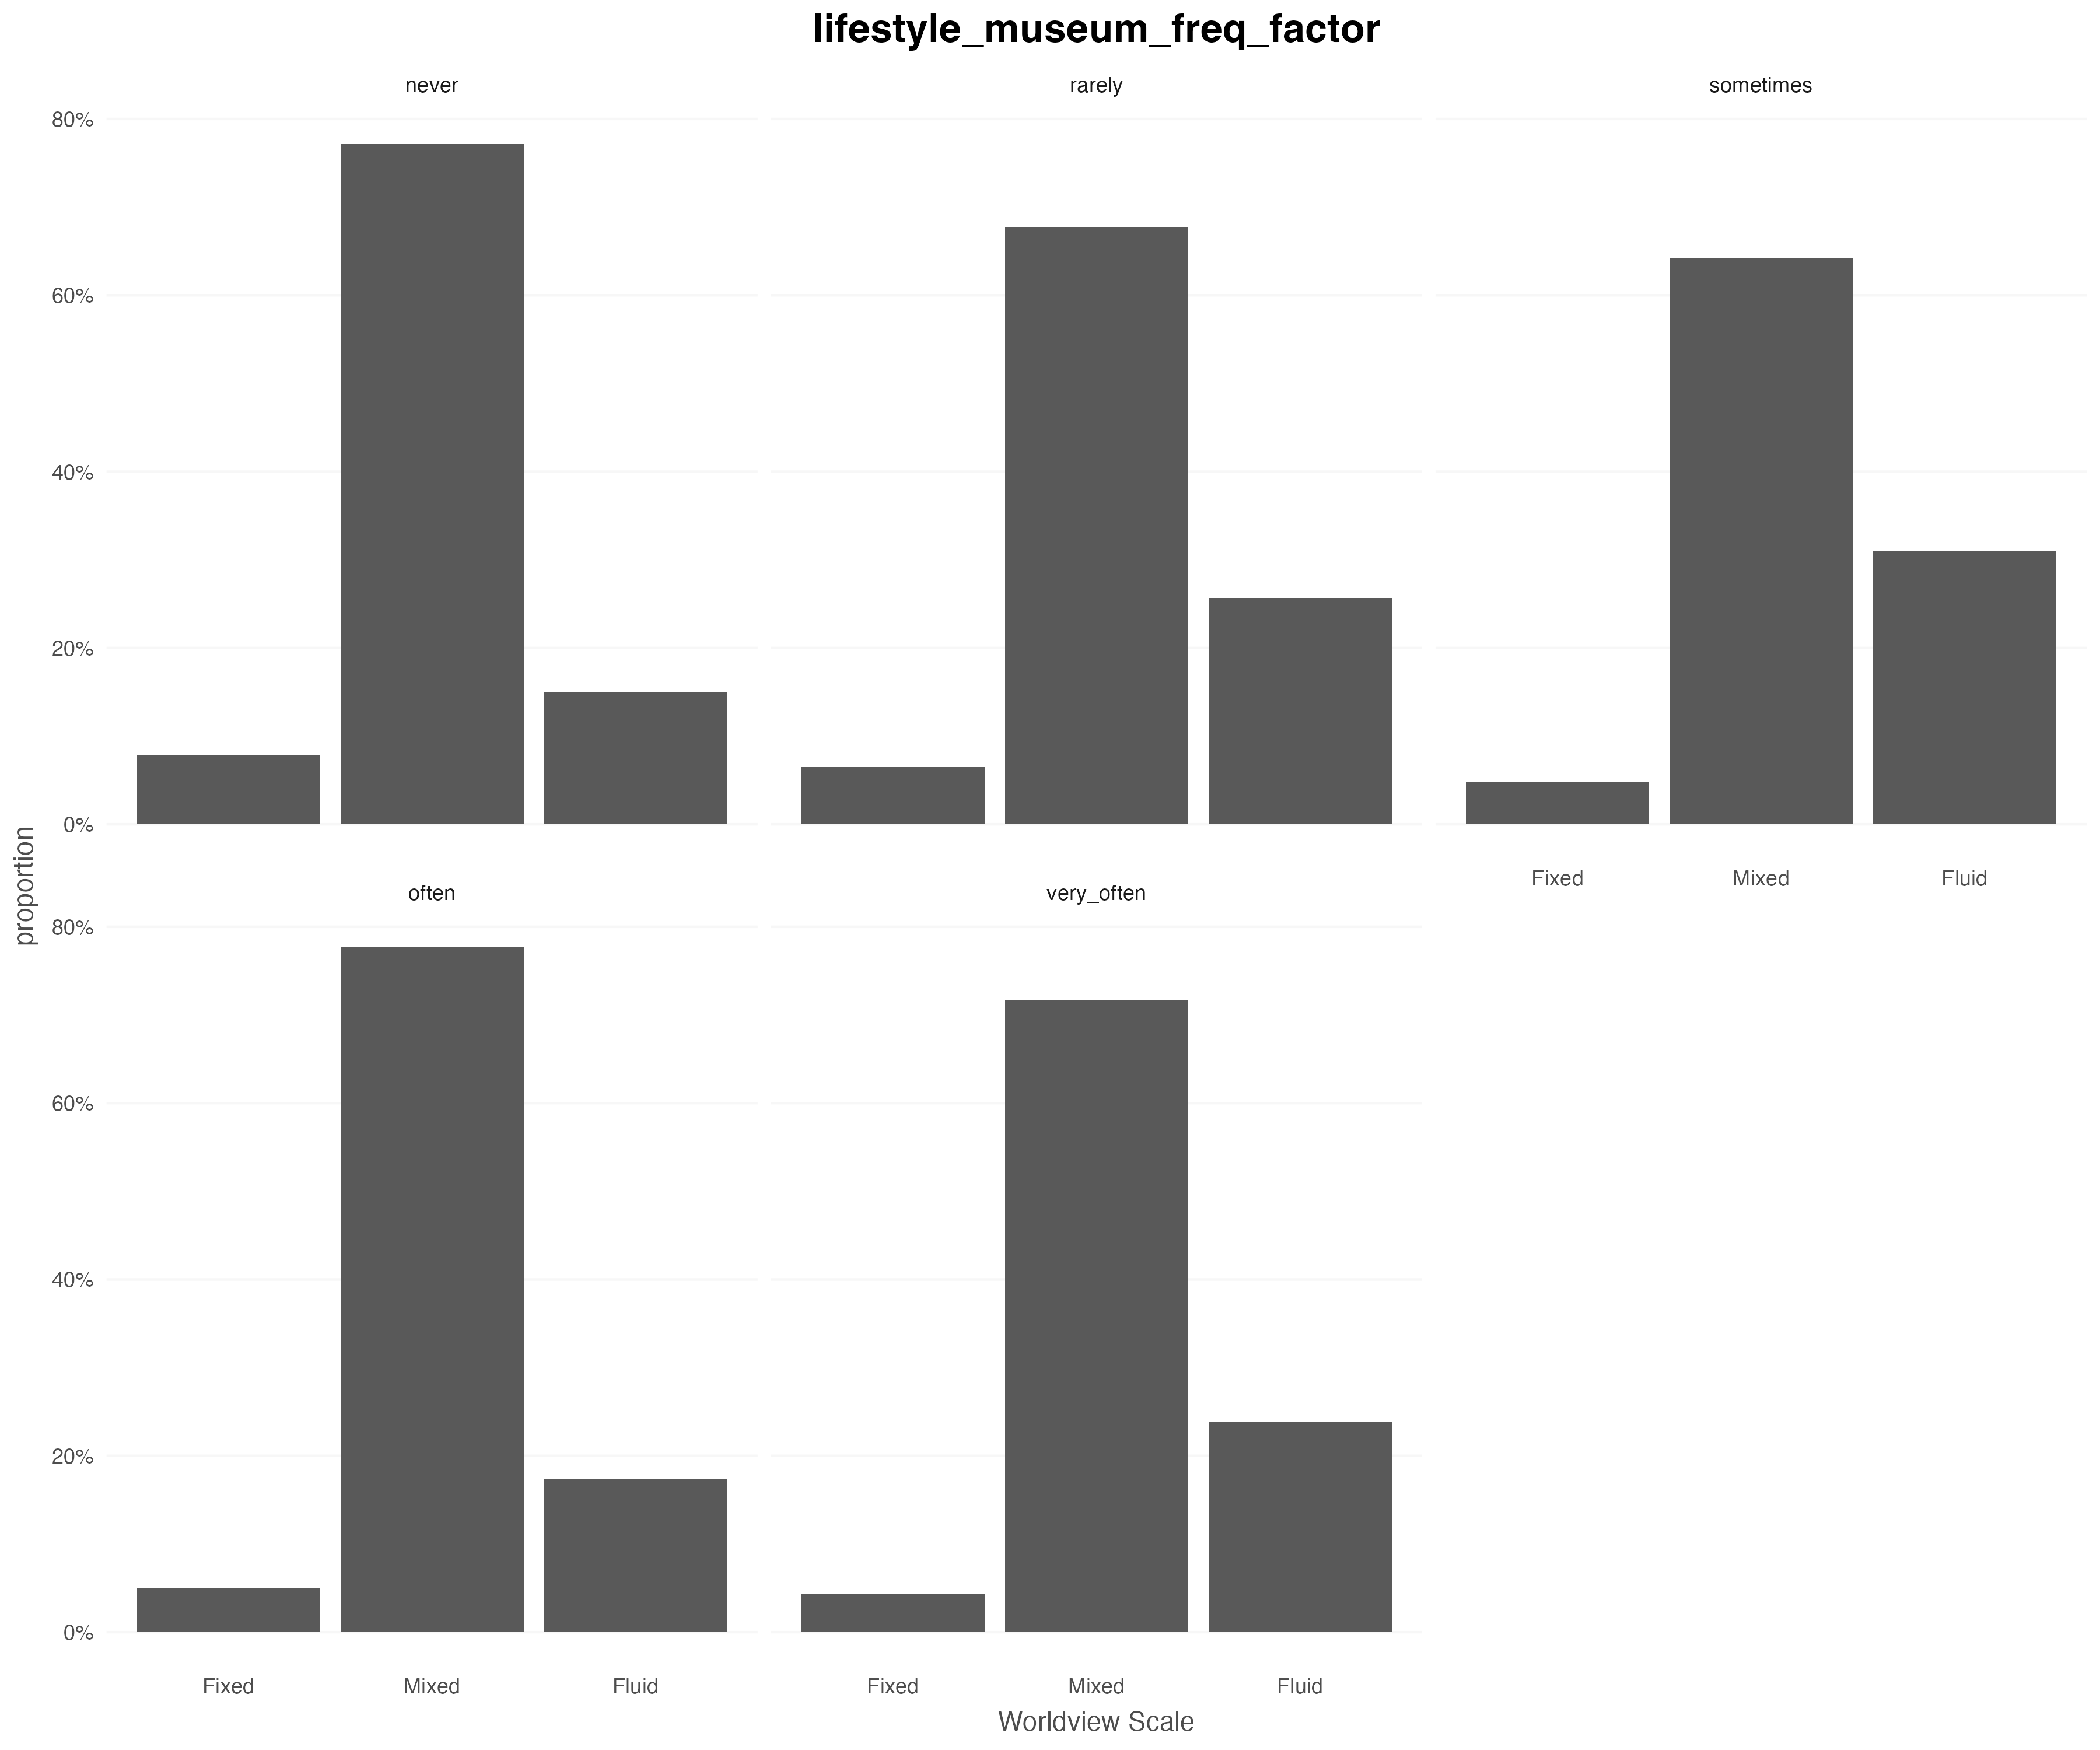 lifestyle_museum_freq_factor
never
rarely
sometimes
80%
60%
40%
20%
0%
Fixed Mixed Fluid
often
very_often
80%
60%
40%
20%
0%
Fixed Mixed Fluid
Fixed Mixed Fluid
Worldview Scale
proportion